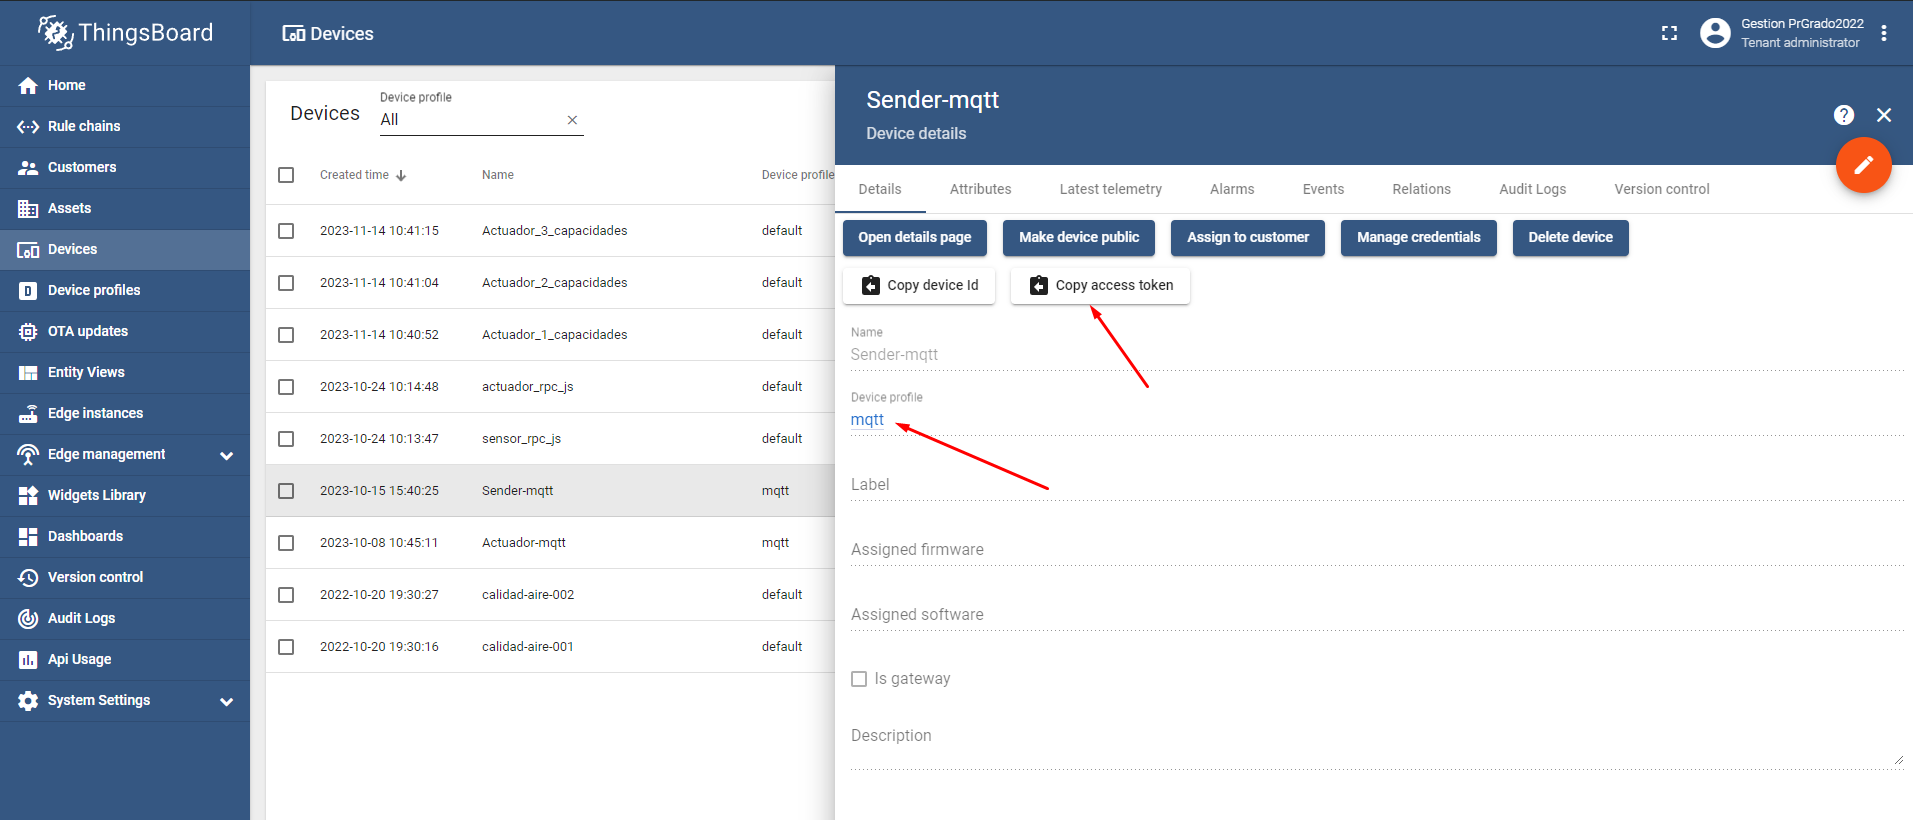 ThingsBoard
Devices
Gestion PrGrado2022
Tenant administrator
Home
Rule chains
Customers
Assets
Devices
Device profiles
OTA updates
Entity Views
Edge instances
Edge management
Widgets Library
Dashboards
Version control
Audit Logs
Api Usage
System Settings
Devices
Device profile
All
Created time Name Device profile
2023-11-14 10:41:15 Actuador_3_capacidades default
2023-11-14 10:41:04 Actuador_2_capacidades default
2023-11-14 10:40:52 Actuador_1_capacidades default
2023-10-24 10:14:48 actuador_rpc_js default
2023-10-24 10:13:47 sensor_rpc_js default
2023-10-15 15:40:25 Sender-mqtt mqtt
2023-10-08 10:45:11 Actuador-mqtt mqtt
2022-10-20 19:30:27 calidad-aire-002 default
2022-10-20 19:30:16 calidad-aire-001 default
Sender-mqtt
Device details
Details Attributes Latest telemetry Alarms Events Relations Audit Logs Version control
Open details page Make device public Assign to customer Manage credentials Delete device
Copy device Id Copy access token
Name
Sender-mqtt
Device profile
mqtt
Label
Assigned firmware
Assigned software
Is gateway
Description